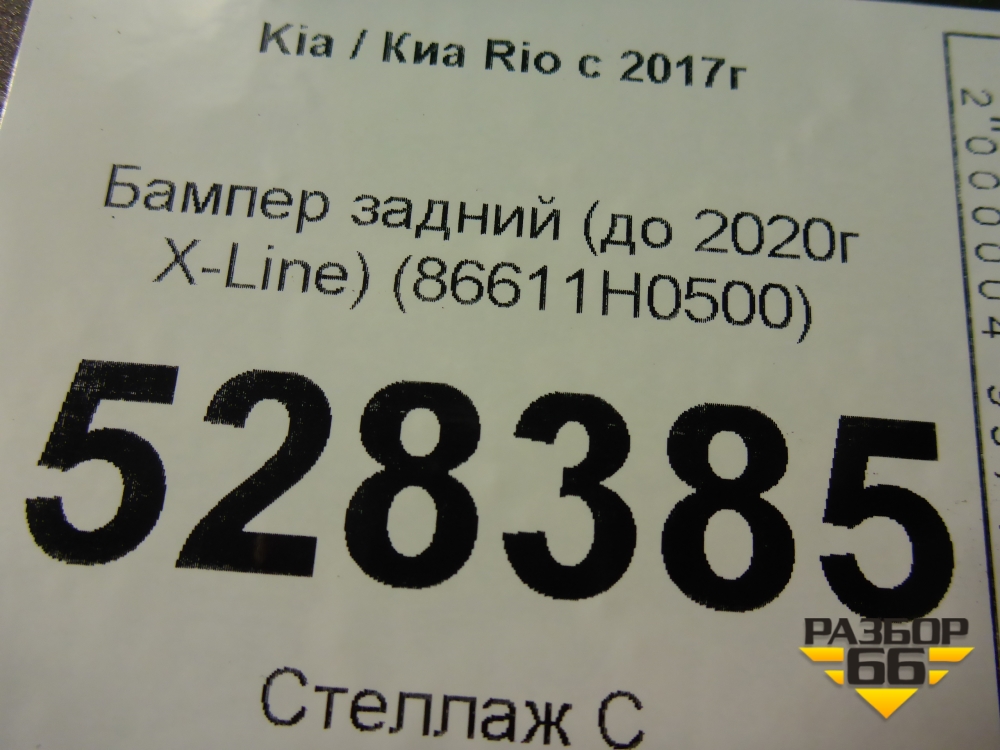 Kia / Киа Rio с 2017г
Бампер задний (до 2020г
X-Line) (86611H0500)
528385
Стеллаж С
РАЗБОР
66